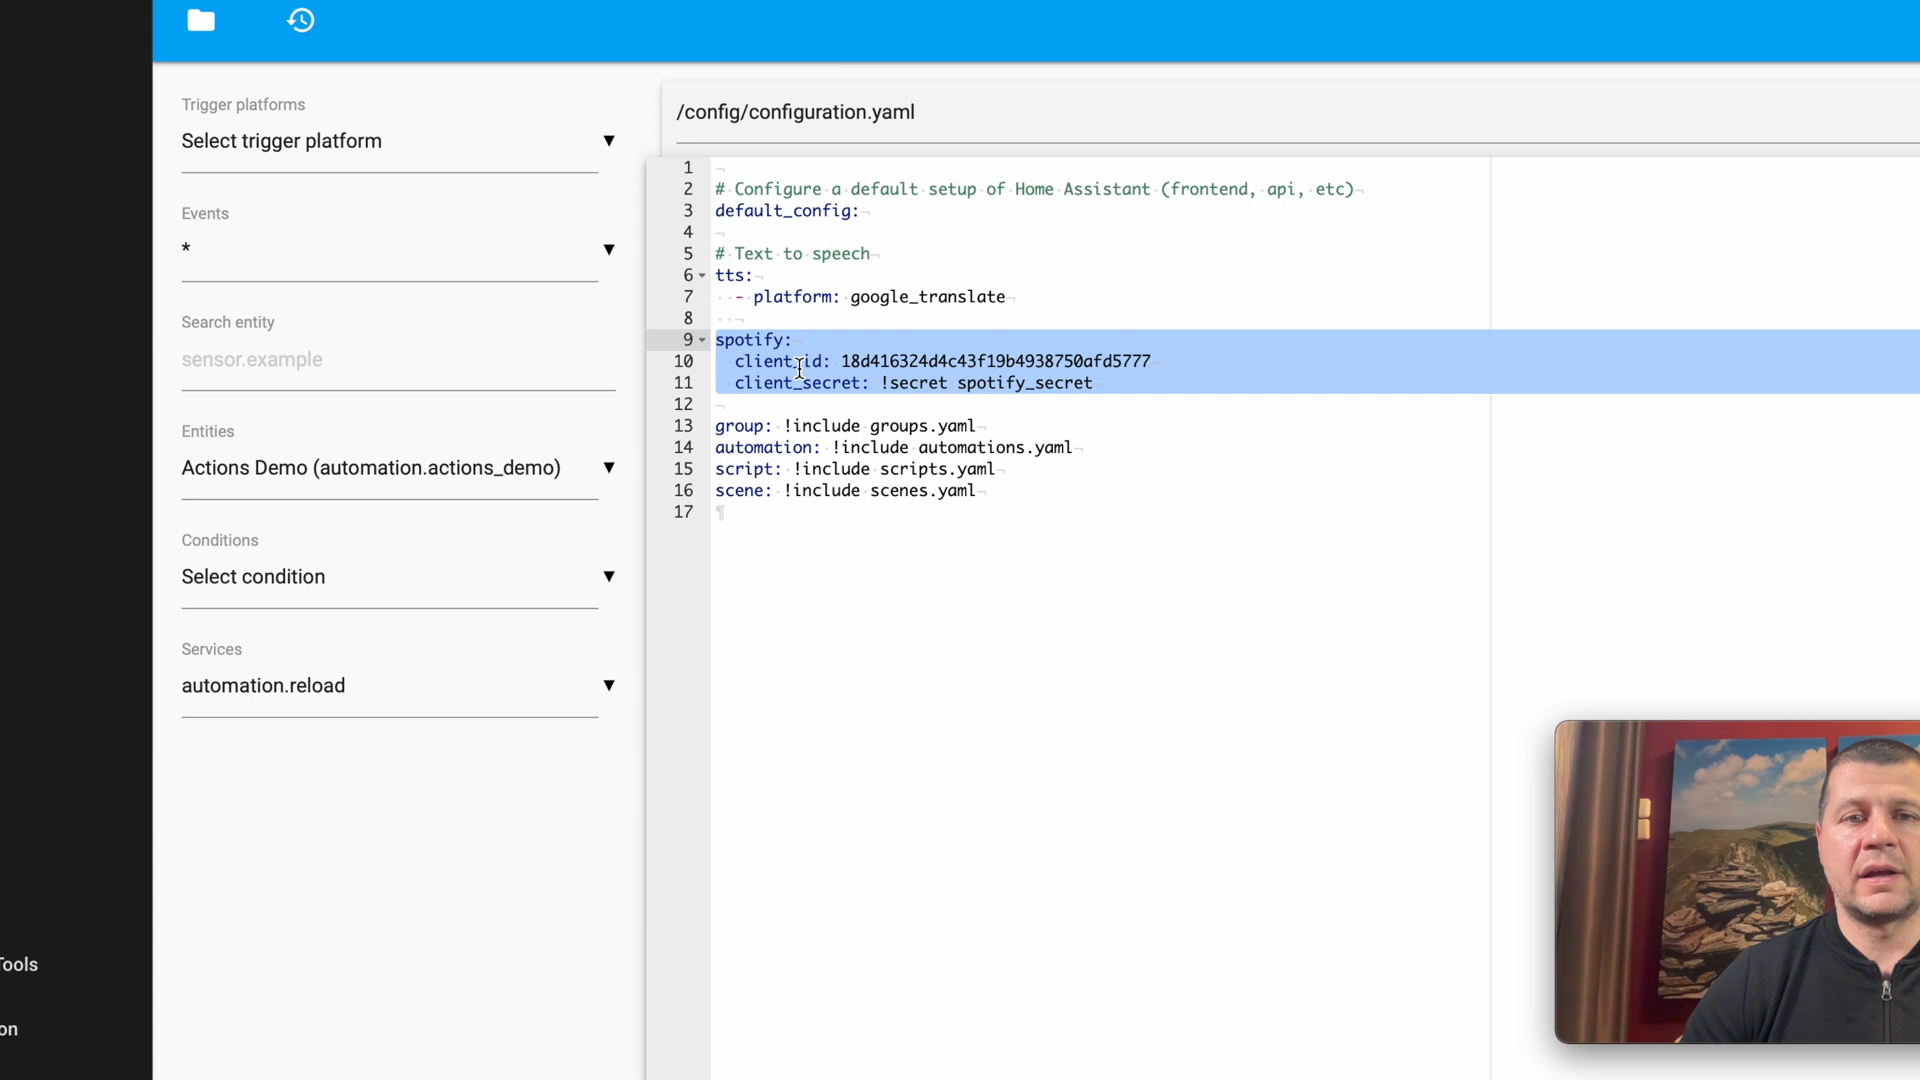 Trigger platforms
Select trigger platform
Events
*
Search entity
sensor.example
Entities
Actions Demo (automation.actions_demo)
Conditions
Select condition
Services
automation.reload
Tools
on
/config/configuration.yaml
1
2 # Configure a default setup of Home Assistant (frontend, api, etc)
3 default_config:
4
5 # Text to speech
6 tts:
7 - platform: google_translate
8
9 spotify:
10 client_id: 18d416324d4c43f19b4938750afd5777
11 client_secret: !secret spotify_secret
12
13 group: !include groups.yaml
14 automation: !include automations.yaml
15 script: !include scripts.yaml
16 scene: !include scenes.yaml
17